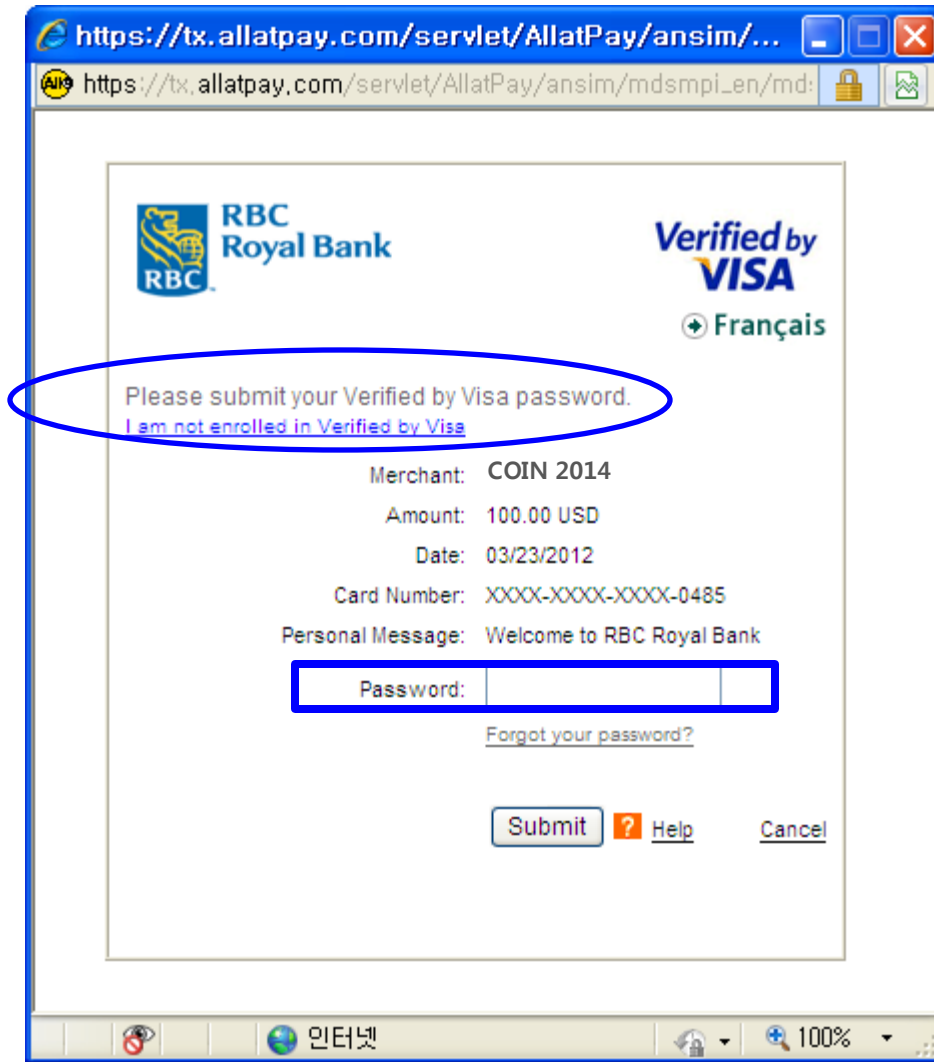 https://tx.allatpay.com/servlet/AllatPay/ansim/...
https://tx.allatpay.com/servlet/AllatPay/ansim/mdsmpi_en/md
RBC
Royal Bank
RBC
Verified by
VISA
Français
Please submit your Verified by Visa password.
I am not enrolled in Verified by Visa
Merchant: COIN 2014
Amount: 100.00 USD
Date: 03/23/2012
Card Number: XXXX-XXXX-XXXX-0485
Personal Message: Welcome to RBC Royal Bank
Password:
Forgot your password?
Submit ? Help Cancel
인터넷 100%